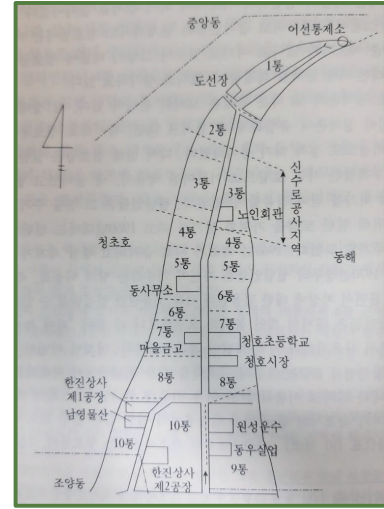 중앙동
어선통제소
1통
도선장
2통
3통
3통
신수로공사지역
노인회관
4통
4통
청초호
동해
5통
5통
동사무소
6통
6통
7통
7통
마을금고
청호초등학교
청호시장
8통
8통
한진상사
제1공장
남영물산
10통
10통
원성운수
동우실업
한진상사
제2공장
9통
조양동